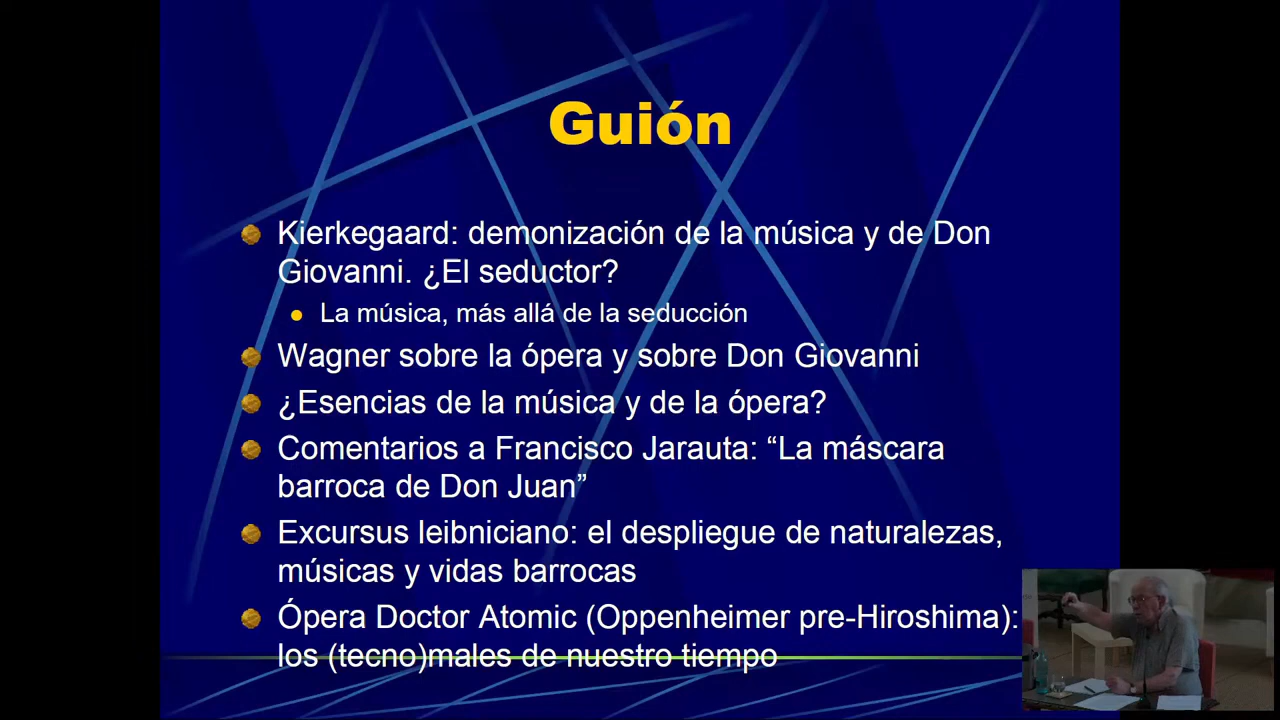 Guión
Kierkegaard: demonización de la música y de Don
Giovanni. ¿El seductor?
La música, más allá de la seducción
Wagner sobre la ópera y sobre Don Giovanni
¿Esencias de la música y de la ópera?
Comentarios a Francisco Jarauta: “La máscara
barroca de Don Juan”
Excursus leibniciano: el despliegue de naturalezas,
músicas y vidas barrocas
Ópera Doctor Atomic (Oppenheimer pre-Hiroshima):
los (tecno)males de nuestro tiempo